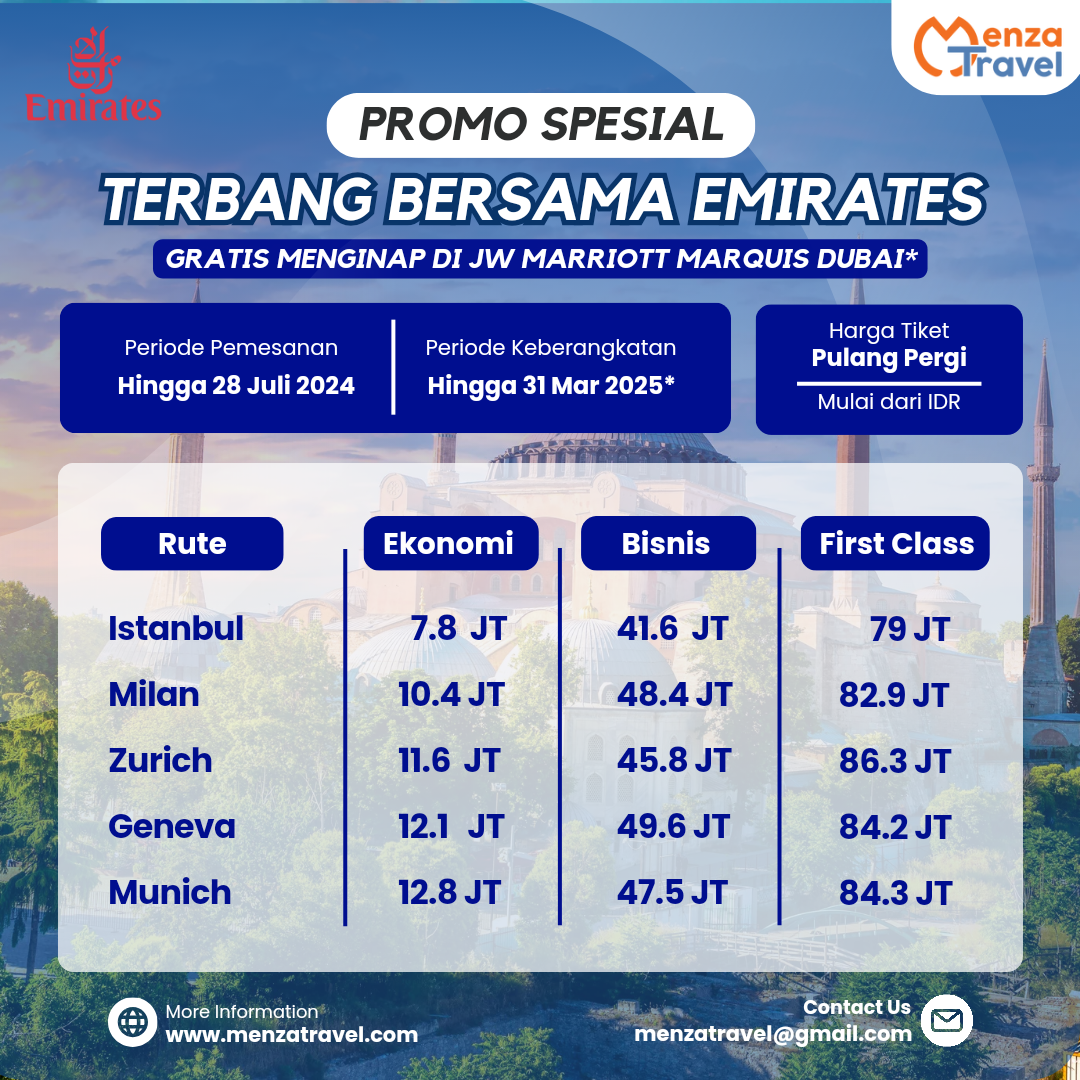 Emirates
Menza
Travel
PROMO SPESIAL
TERBANG BERSAMA EMIRATES
GRATIS MENGINAP DI JW MARRIOTT MARQUIS DUBAI*
Periode Pemesanan
Hingga 28 Juli 2024
Periode Keberangkatan
Hingga 31 Mar 2025*
Harga Tiket
Pulang Pergi
Mulai dari IDR
Rute Ekonomi Bisnis First Class
Istanbul 7.8 JT 41.6 JT 79 JT
Milan 10.4 JT 48.4 JT 82.9 JT
Zurich 11.6 JT 45.8 JT 86.3 JT
Geneva 12.1 JT 49.6 JT 84.2 JT
Munich 12.8 JT 47.5 JT 84.3 JT
More Information
www.menzatravel.com
Contact Us
menzatravel@gmail.com